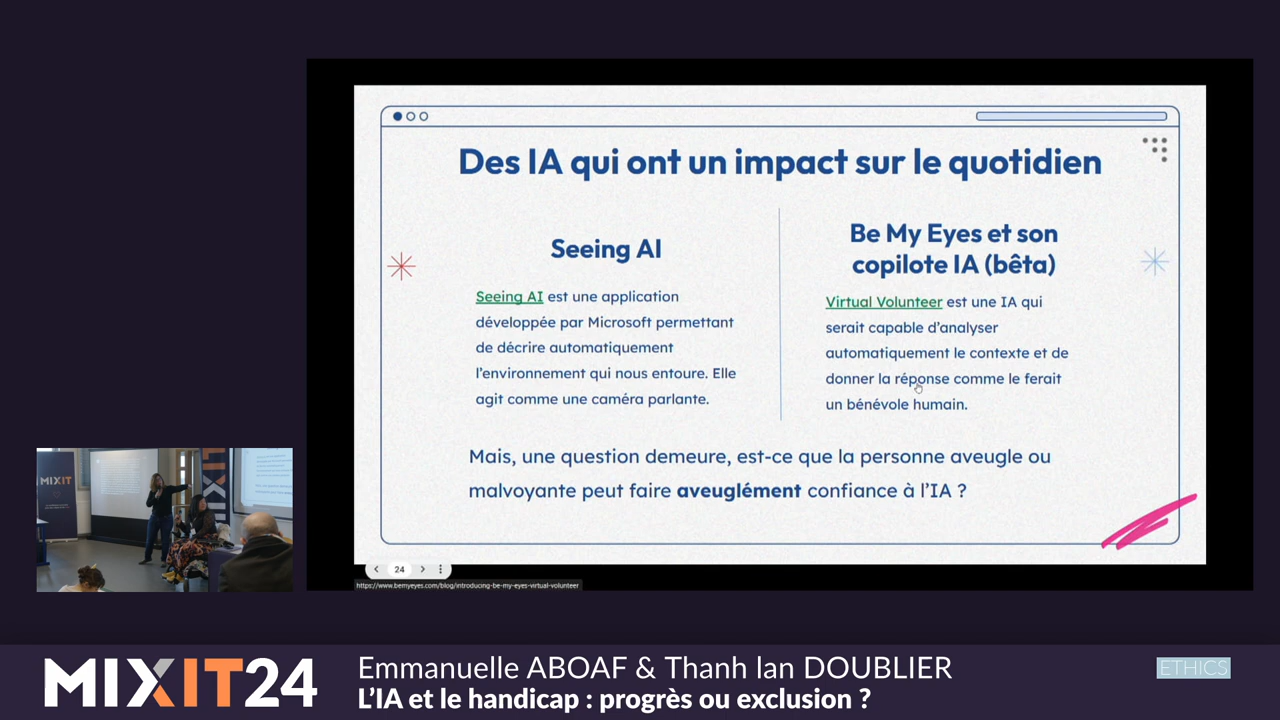 Des IA qui ont un impact sur le quotidien
Seeing AI
Seeing AI est une application
développée par Microsoft permettant
de décrire automatiquement
l'environnement qui nous entoure. Elle
agit comme une caméra parlante.
Be My Eyes et son
copilote IA (bêta)
Virtual Volunteer est une IA qui
serait capable d'analyser
automatiquement le contexte et de
donner la réponse comme le ferait
un bénévole humain.
Mais, une question demeure, est-ce que la personne aveugle ou
malvoyante peut faire aveuglément confiance à l'IA ?
24
https://www.bemyeyes.com/blog/introducing-be-my-eyes-virtual-volunteer
MIXIT
MIXIT24
Emmanuelle ABOAF & Thanh lan DOUBLIER
L'IA et le handicap : progrès ou exclusion ?
ETHICS